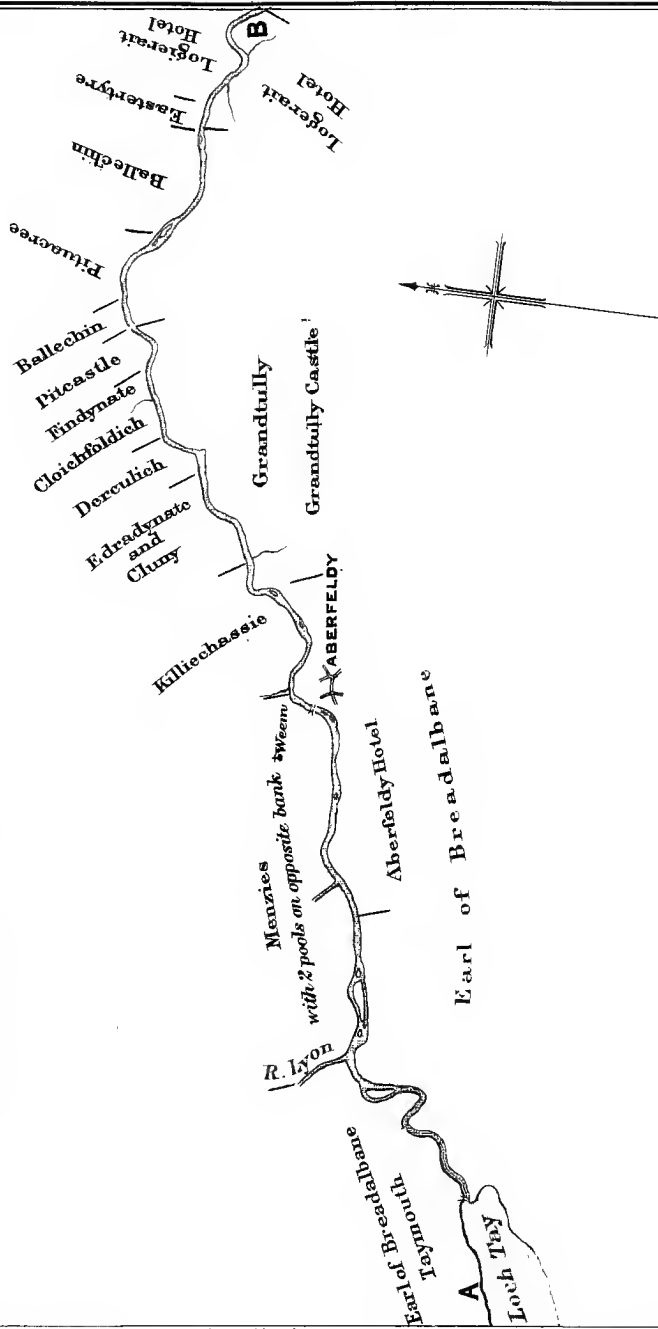 Logierait
Hotel
B
Logierait
Hotel
Eastertyre
Ballechin
Pitnacree
Ballechin
Pitcastle
Findynate
Cloichfoldich
Derculich
Edradynate
and
Cluny
Grandtully
Grandtully Castle
Killiechassie
ABERFELDY
Menzies
with 2 pools on opposite bank
Weem
Aberfeldy Hotel
Earl of Breadalbane
R. Lyon
Earl of Breadalbane
Taymouth
A
Loch Tay